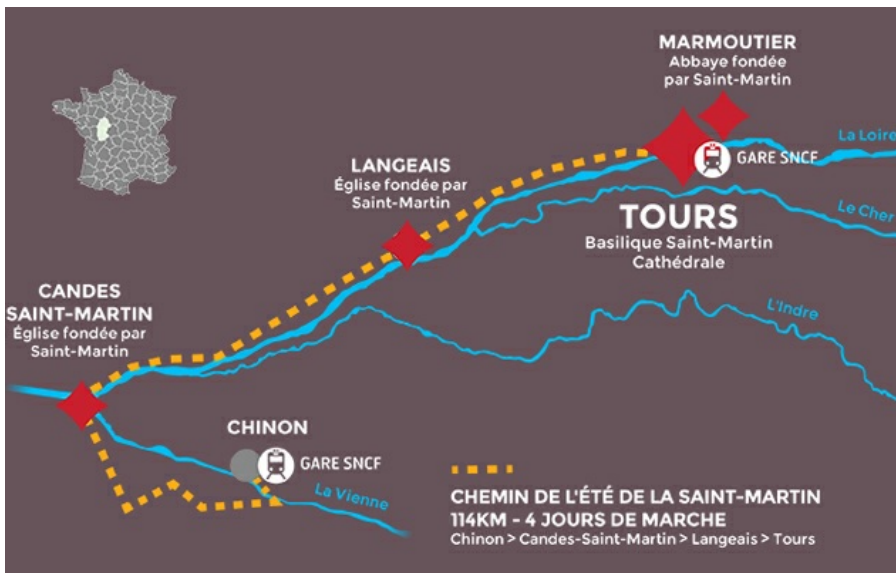 MARMOUTIER
Abbaye fondée
par Saint-Martin
La Loire
GARE SNCF
LANGEAIS
Église fondée par
Saint-Martin
TOURS
Basilique Saint-Martin
Cathédrale
Le Cher
CANDES
SAINT-MARTIN
Église fondée par
Saint-Martin
L'Indre
CHINON
GARE SNCF
La Vienne
CHEMIN DE L'ÉTÉ DE LA SAINT-MARTIN
114KM - 4 JOURS DE MARCHE
Chinon > Candes-Saint-Martin > Langeais > Tours